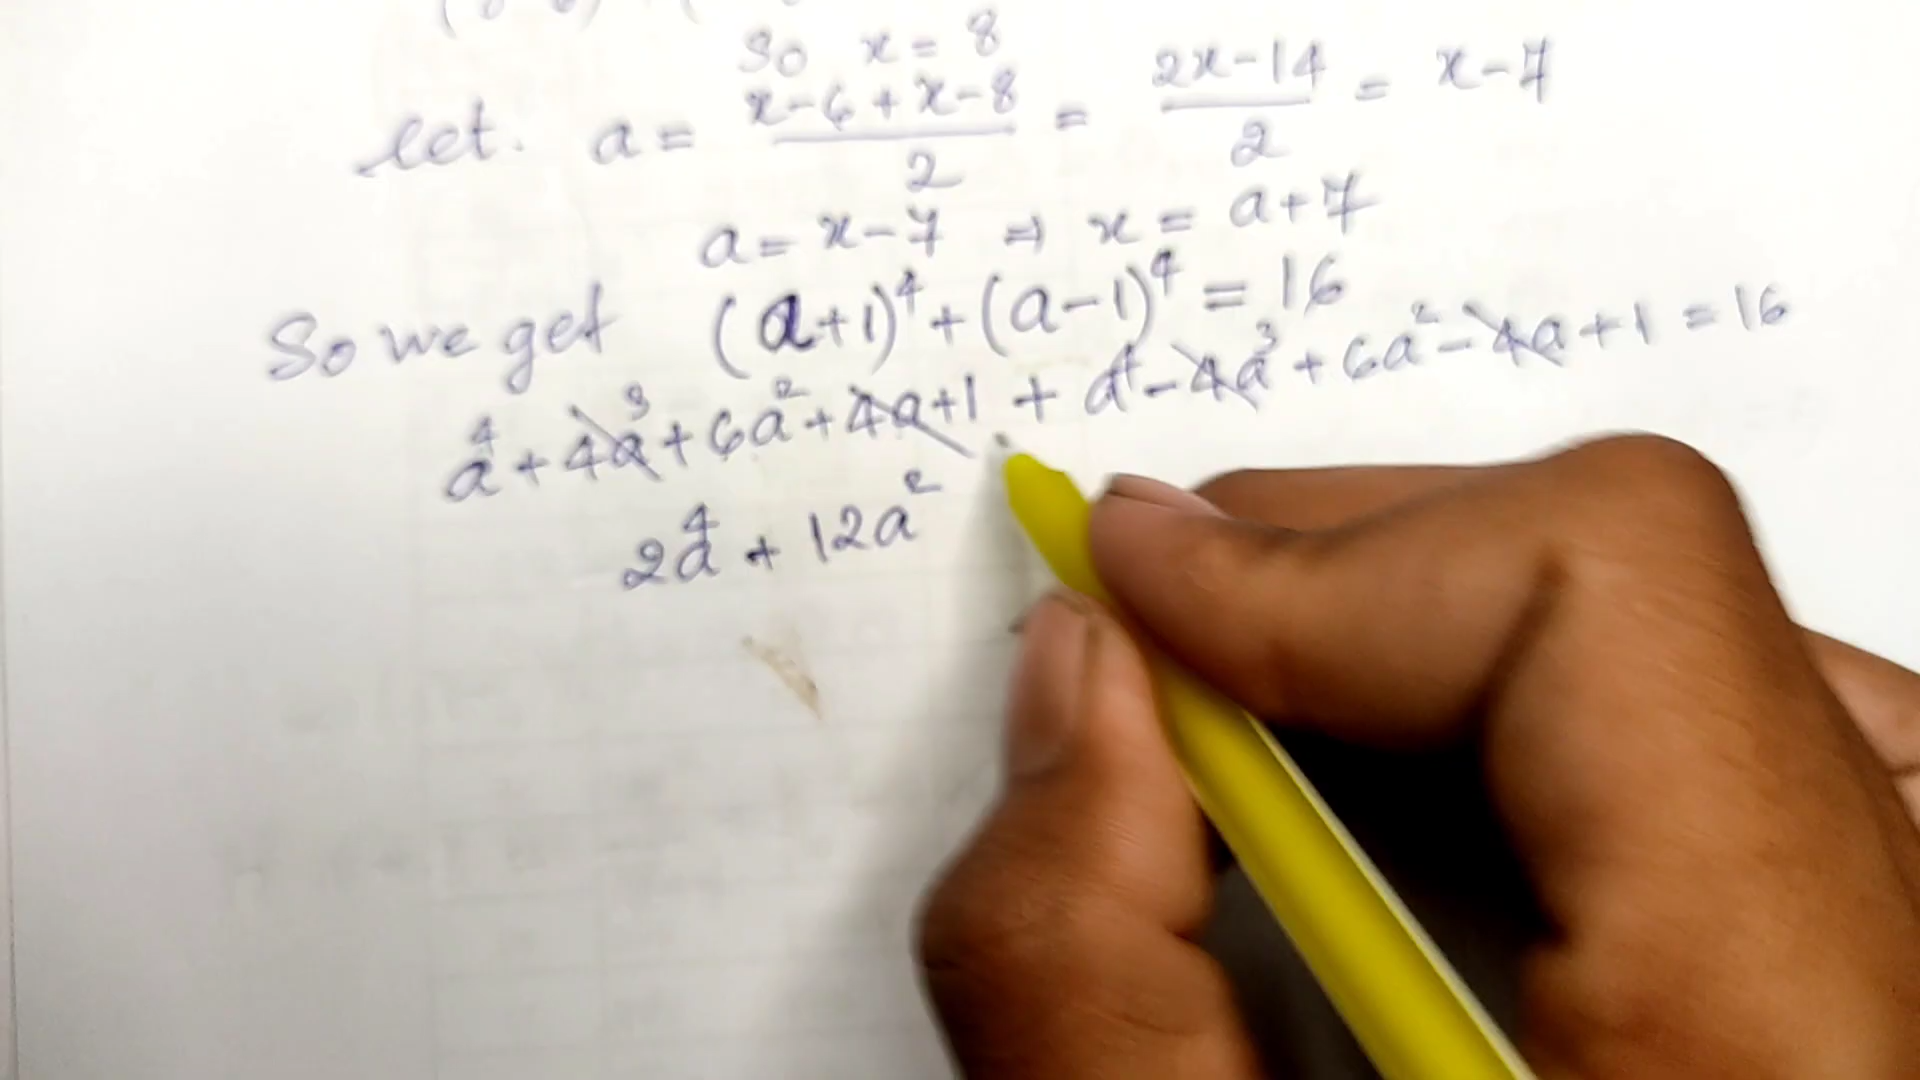 So x = 8
let. a = (x-6+x-8)/2 = (2x-14)/2 = x-7
a = x-7 ⇒ x = a+7
So we get (a+1)⁴+(a-1)⁴ = 16
a⁴+4a³+6a²+4a+1 + a⁴-4a³+6a²-4a+1 = 16
2a⁴ + 12a²